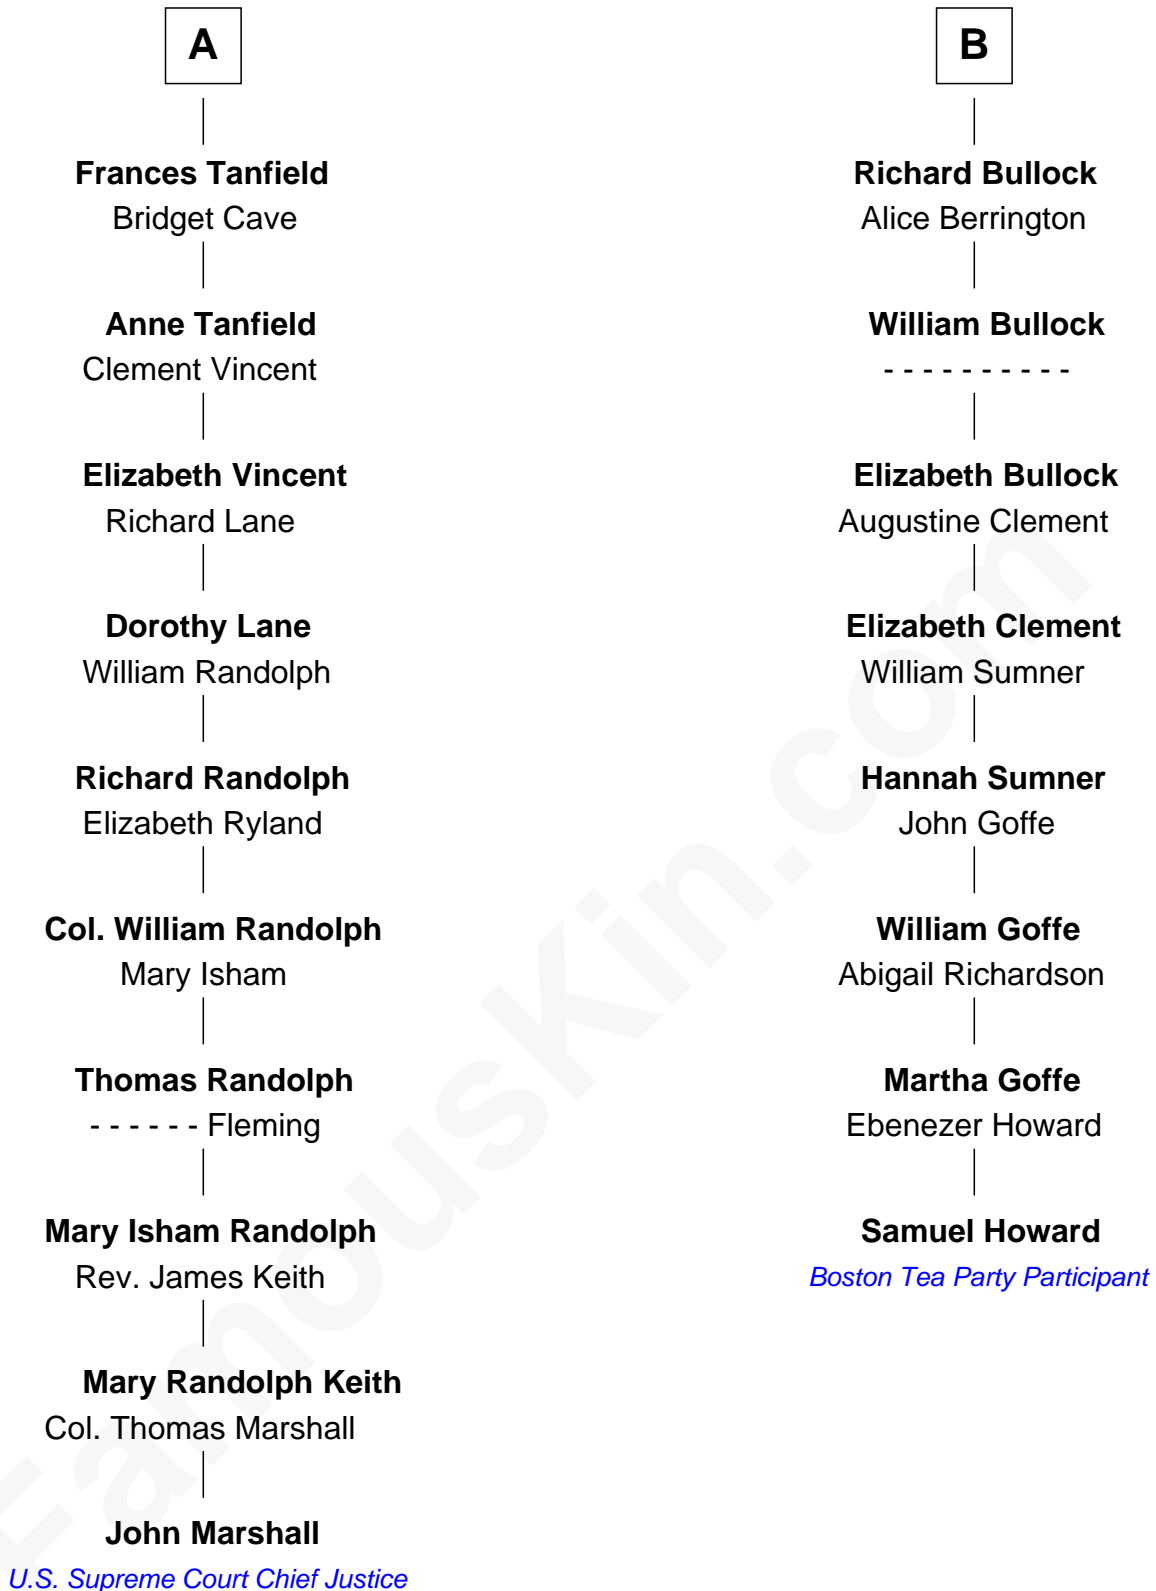 A
Frances Tanfield
Bridget Cave
Anne Tanfield
Clement Vincent
Elizabeth Vincent
Richard Lane
Dorothy Lane
William Randolph
Richard Randolph
Elizabeth Ryland
Col. William Randolph
Mary Isham
Thomas Randolph
- - - - - - Fleming
Mary Isham Randolph
Rev. James Keith
Mary Randolph Keith
Col. Thomas Marshall
John Marshall
U.S. Supreme Court Chief Justice
B
Richard Bullock
Alice Berrington
William Bullock
- - - - - - - - - -
Elizabeth Bullock
Augustine Clement
Elizabeth Clement
William Sumner
Hannah Sumner
John Goffe
William Goffe
Abigail Richardson
Martha Goffe
Ebenezer Howard
Samuel Howard
Boston Tea Party Participant
FamousKin.com